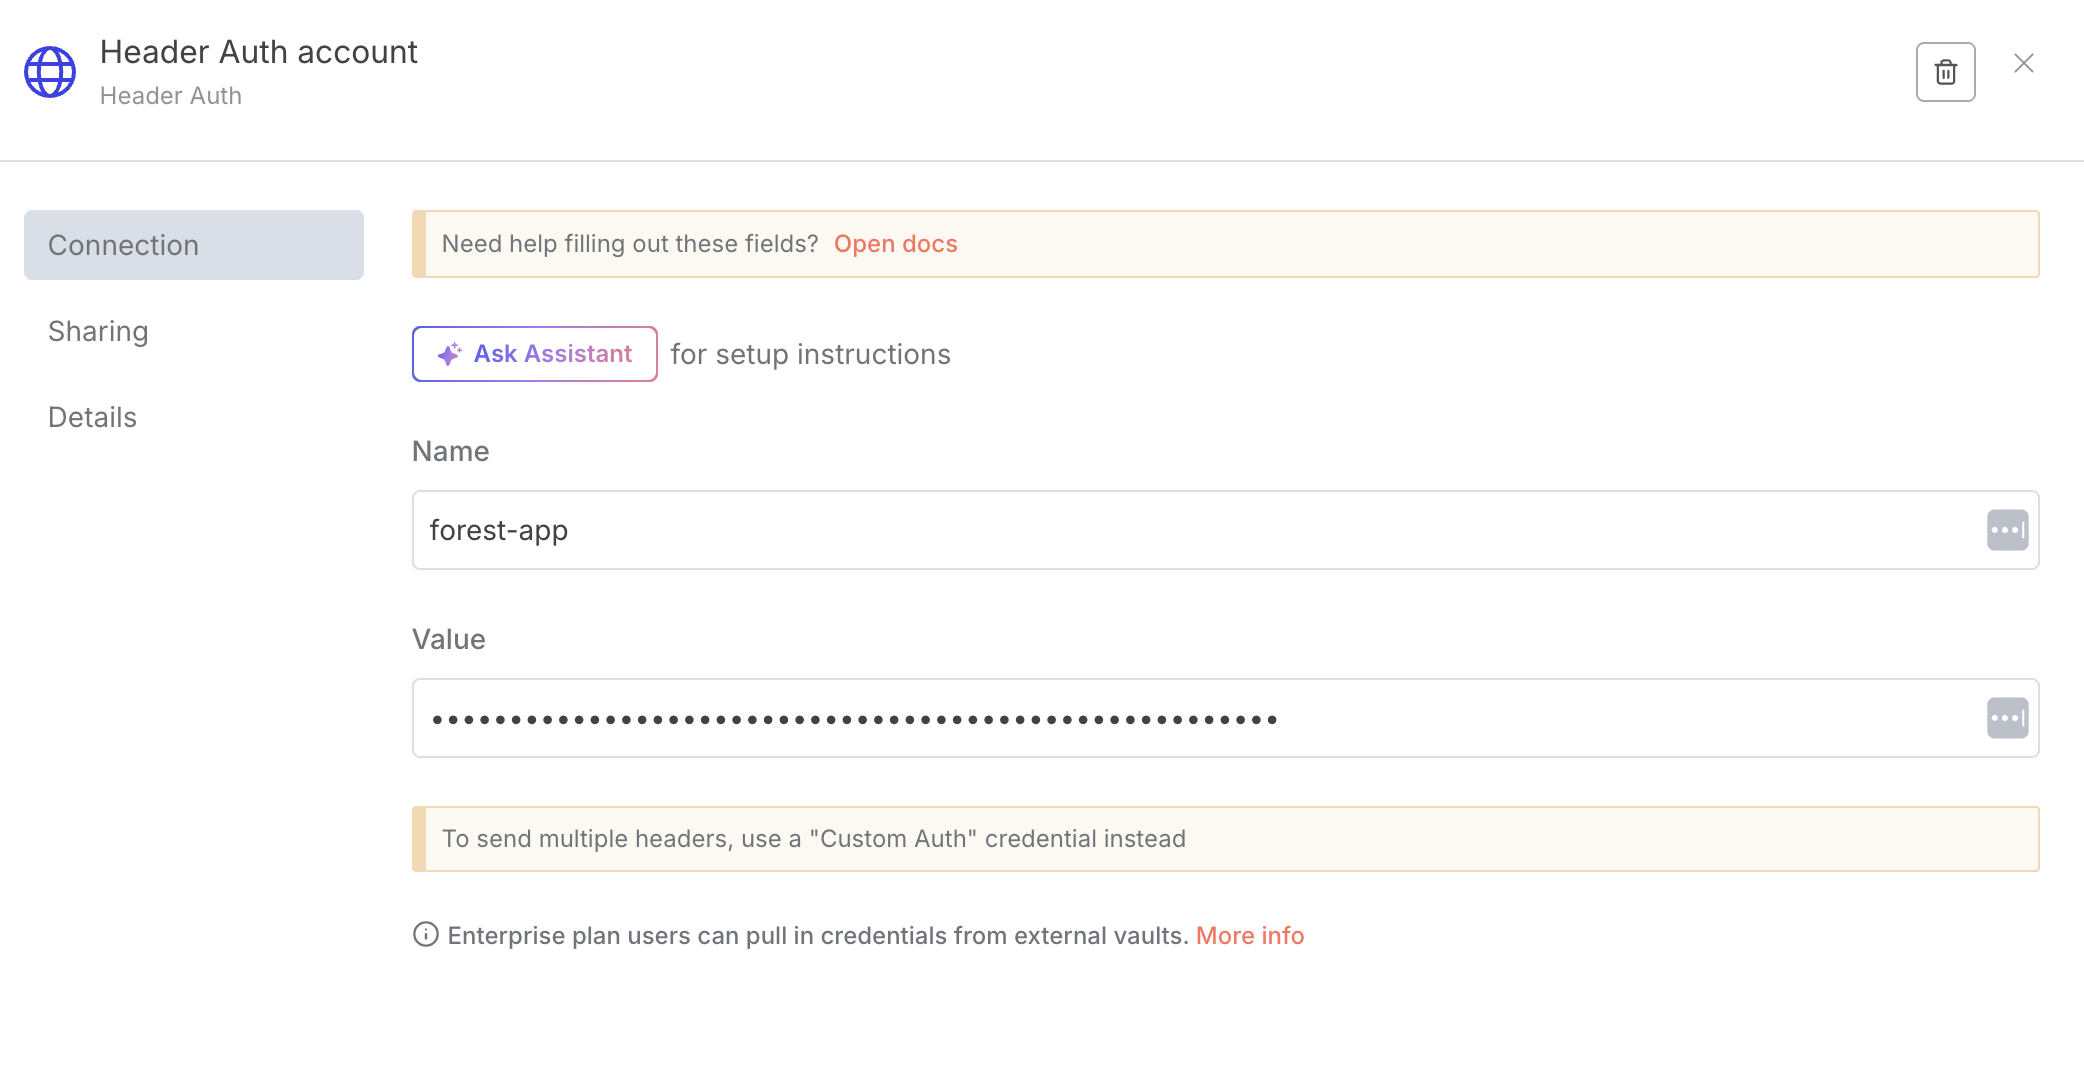 Header Auth account
Header Auth
Connection
Sharing
Details
Need help filling out these fields? Open docs
Ask Assistant for setup instructions
Name
forest-app
Value
••••••••••••••••••••••••••••••••••••••••••••••••••••••
To send multiple headers, use a "Custom Auth" credential instead
Enterprise plan users can pull in credentials from external vaults. More info